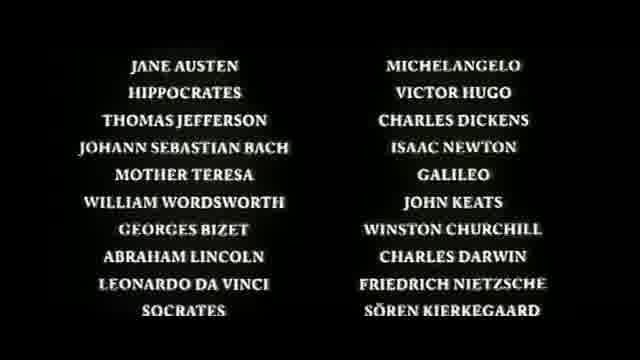 JANE AUSTEN
HIPPOCRATES
THOMAS JEFFERSON
JOHANN SEBASTIAN BACH
MOTHER TERESA
WILLIAM WORDSWORTH
GEORGES BIZET
ABRAHAM LINCOLN
LEONARDO DA VINCI
SOCRATES
MICHELANGELO
VICTOR HUGO
CHARLES DICKENS
ISAAC NEWTON
GALILEO
JOHN KEATS
WINSTON CHURCHILL
CHARLES DARWIN
FRIEDRICH NIETZSCHE
SÖREN KIERKEGAARD